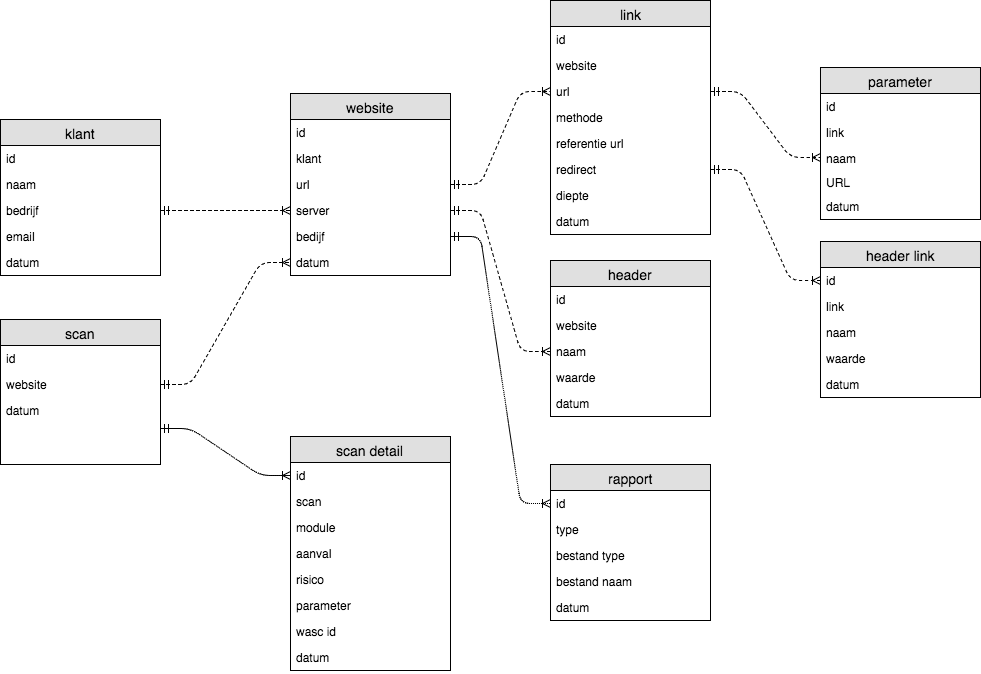 klant
id
naam
bedrijf
email
datum
scan
id
website
datum
website
id
klant
url
server
bedijf
datum
scan detail
id
scan
module
aanval
risico
parameter
wasc id
datum
link
id
website
url
methode
referentie url
redirect
diepte
datum
header
id
website
naam
waarde
datum
rapport
id
type
bestand type
bestand naam
datum
parameter
id
link
naam
URL
datum
header link
id
link
naam
waarde
datum